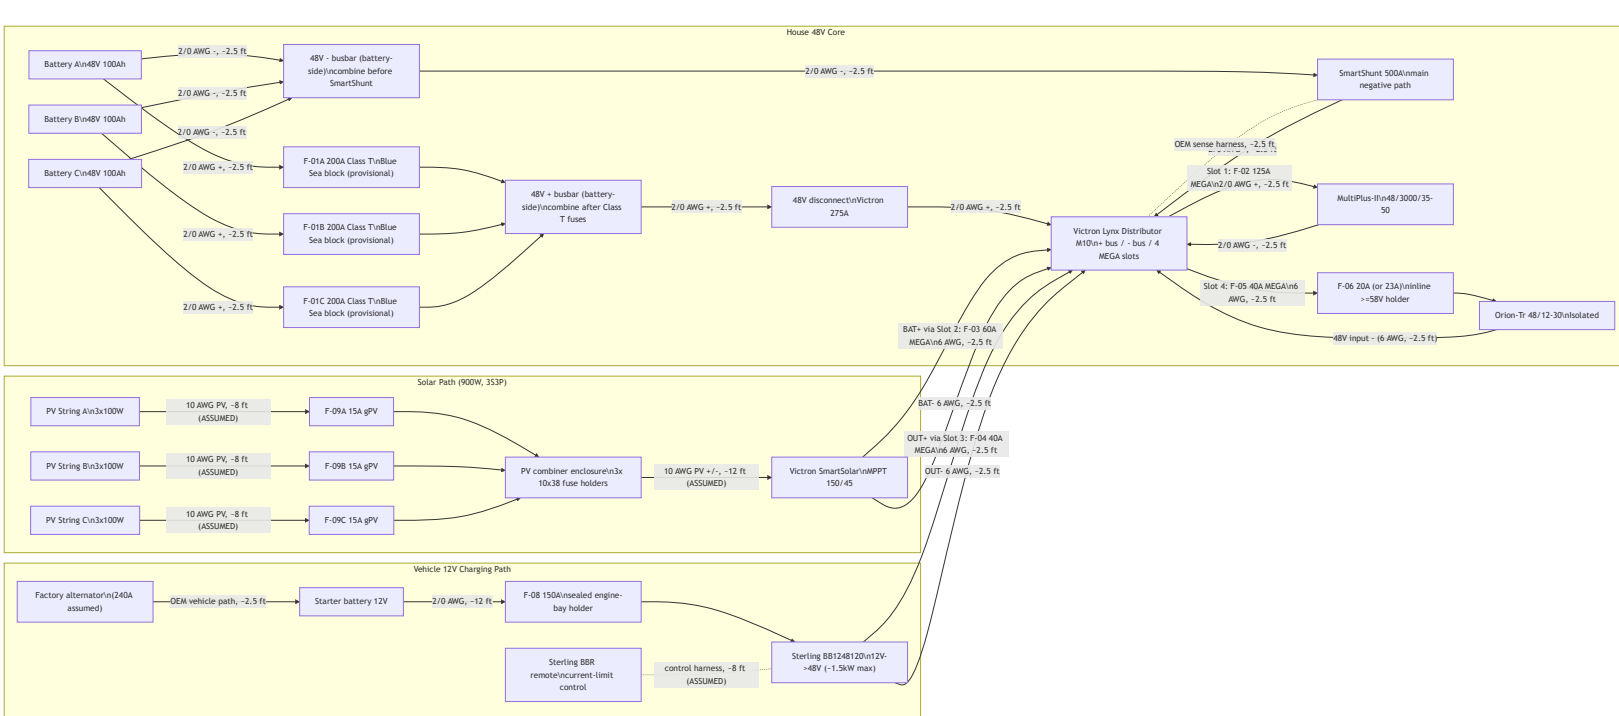 House 48V Core
Battery A\n48V 100Ah
2/0 AWG -, ~2.5 ft
48V - busbar (battery-
side)\ncombine before
SmartShunt
2/0 AWG -, ~2.5 ft
SmartShunt 500A\nmain
negative path
Battery B\n48V 100Ah
2/0 AWG -, ~2.5 ft
Battery C\n48V 100Ah
2/0 AWG -, ~2.5 ft
2/0 AWG +, ~2.5 ft
F-01A 200A Class T\nBlue
Sea block (provisional)
2/0 AWG +, ~2.5 ft
F-01B 200A Class T\nBlue
Sea block (provisional)
2/0 AWG +, ~2.5 ft
F-01C 200A Class T\nBlue
Sea block (provisional)
48V + busbar (battery-
side)\ncombine after Class
T fuses
2/0 AWG +, ~2.5 ft
48V disconnect\nVictron
275A
2/0 AWG +, ~2.5 ft
Victron Lynx Distributor
M10\n+ bus / - bus / 4
MEGA slots
OEM sense harness, ~2.5 ft
Slot 1: F-02 125A
MEGA\n2/0 AWG +, ~2.5 ft
MultiPlus-II\n48/3000/35-
50
2/0 AWG -, ~2.5 ft
Slot 4: F-05 40A MEGA\n6
AWG, ~2.5 ft
F-06 20A (or 23A)\ninline
>=58V holder
Orion-Tr 48/12-30\nIsolated
48V input - (6 AWG, ~2.5 ft)
BAT+ via Slot 2: F-03 60A
MEGA\n6 AWG, ~2.5 ft
BAT- 6 AWG, ~2.5 ft
OUT+ via Slot 3: F-04 40A
MEGA\n6 AWG, ~2.5 ft
OUT- 6 AWG, ~2.5 ft
Solar Path (900W, 3S3P)
PV String A\n3x100W
10 AWG PV, ~8 ft
(ASSUMED)
F-09A 15A gPV
PV String B\n3x100W
10 AWG PV, ~8 ft
(ASSUMED)
F-09B 15A gPV
PV String C\n3x100W
10 AWG PV, ~8 ft
(ASSUMED)
F-09C 15A gPV
PV combiner enclosure\n3x
10x38 fuse holders
10 AWG PV +/-, ~12 ft
(ASSUMED)
Victron SmartSolar\nMPPT
150/45
Vehicle 12V Charging Path
Factory alternator\n(240A
assumed)
OEM vehicle path, ~2.5 ft
Starter battery 12V
2/0 AWG, ~12 ft
F-08 150A\nsealed engine-
bay holder
Sterling BBR
remote\ncurrent-limit
control
control harness, ~8 ft
(ASSUMED)
Sterling BB1248120\n12V-
>48V (~1.5kW max)